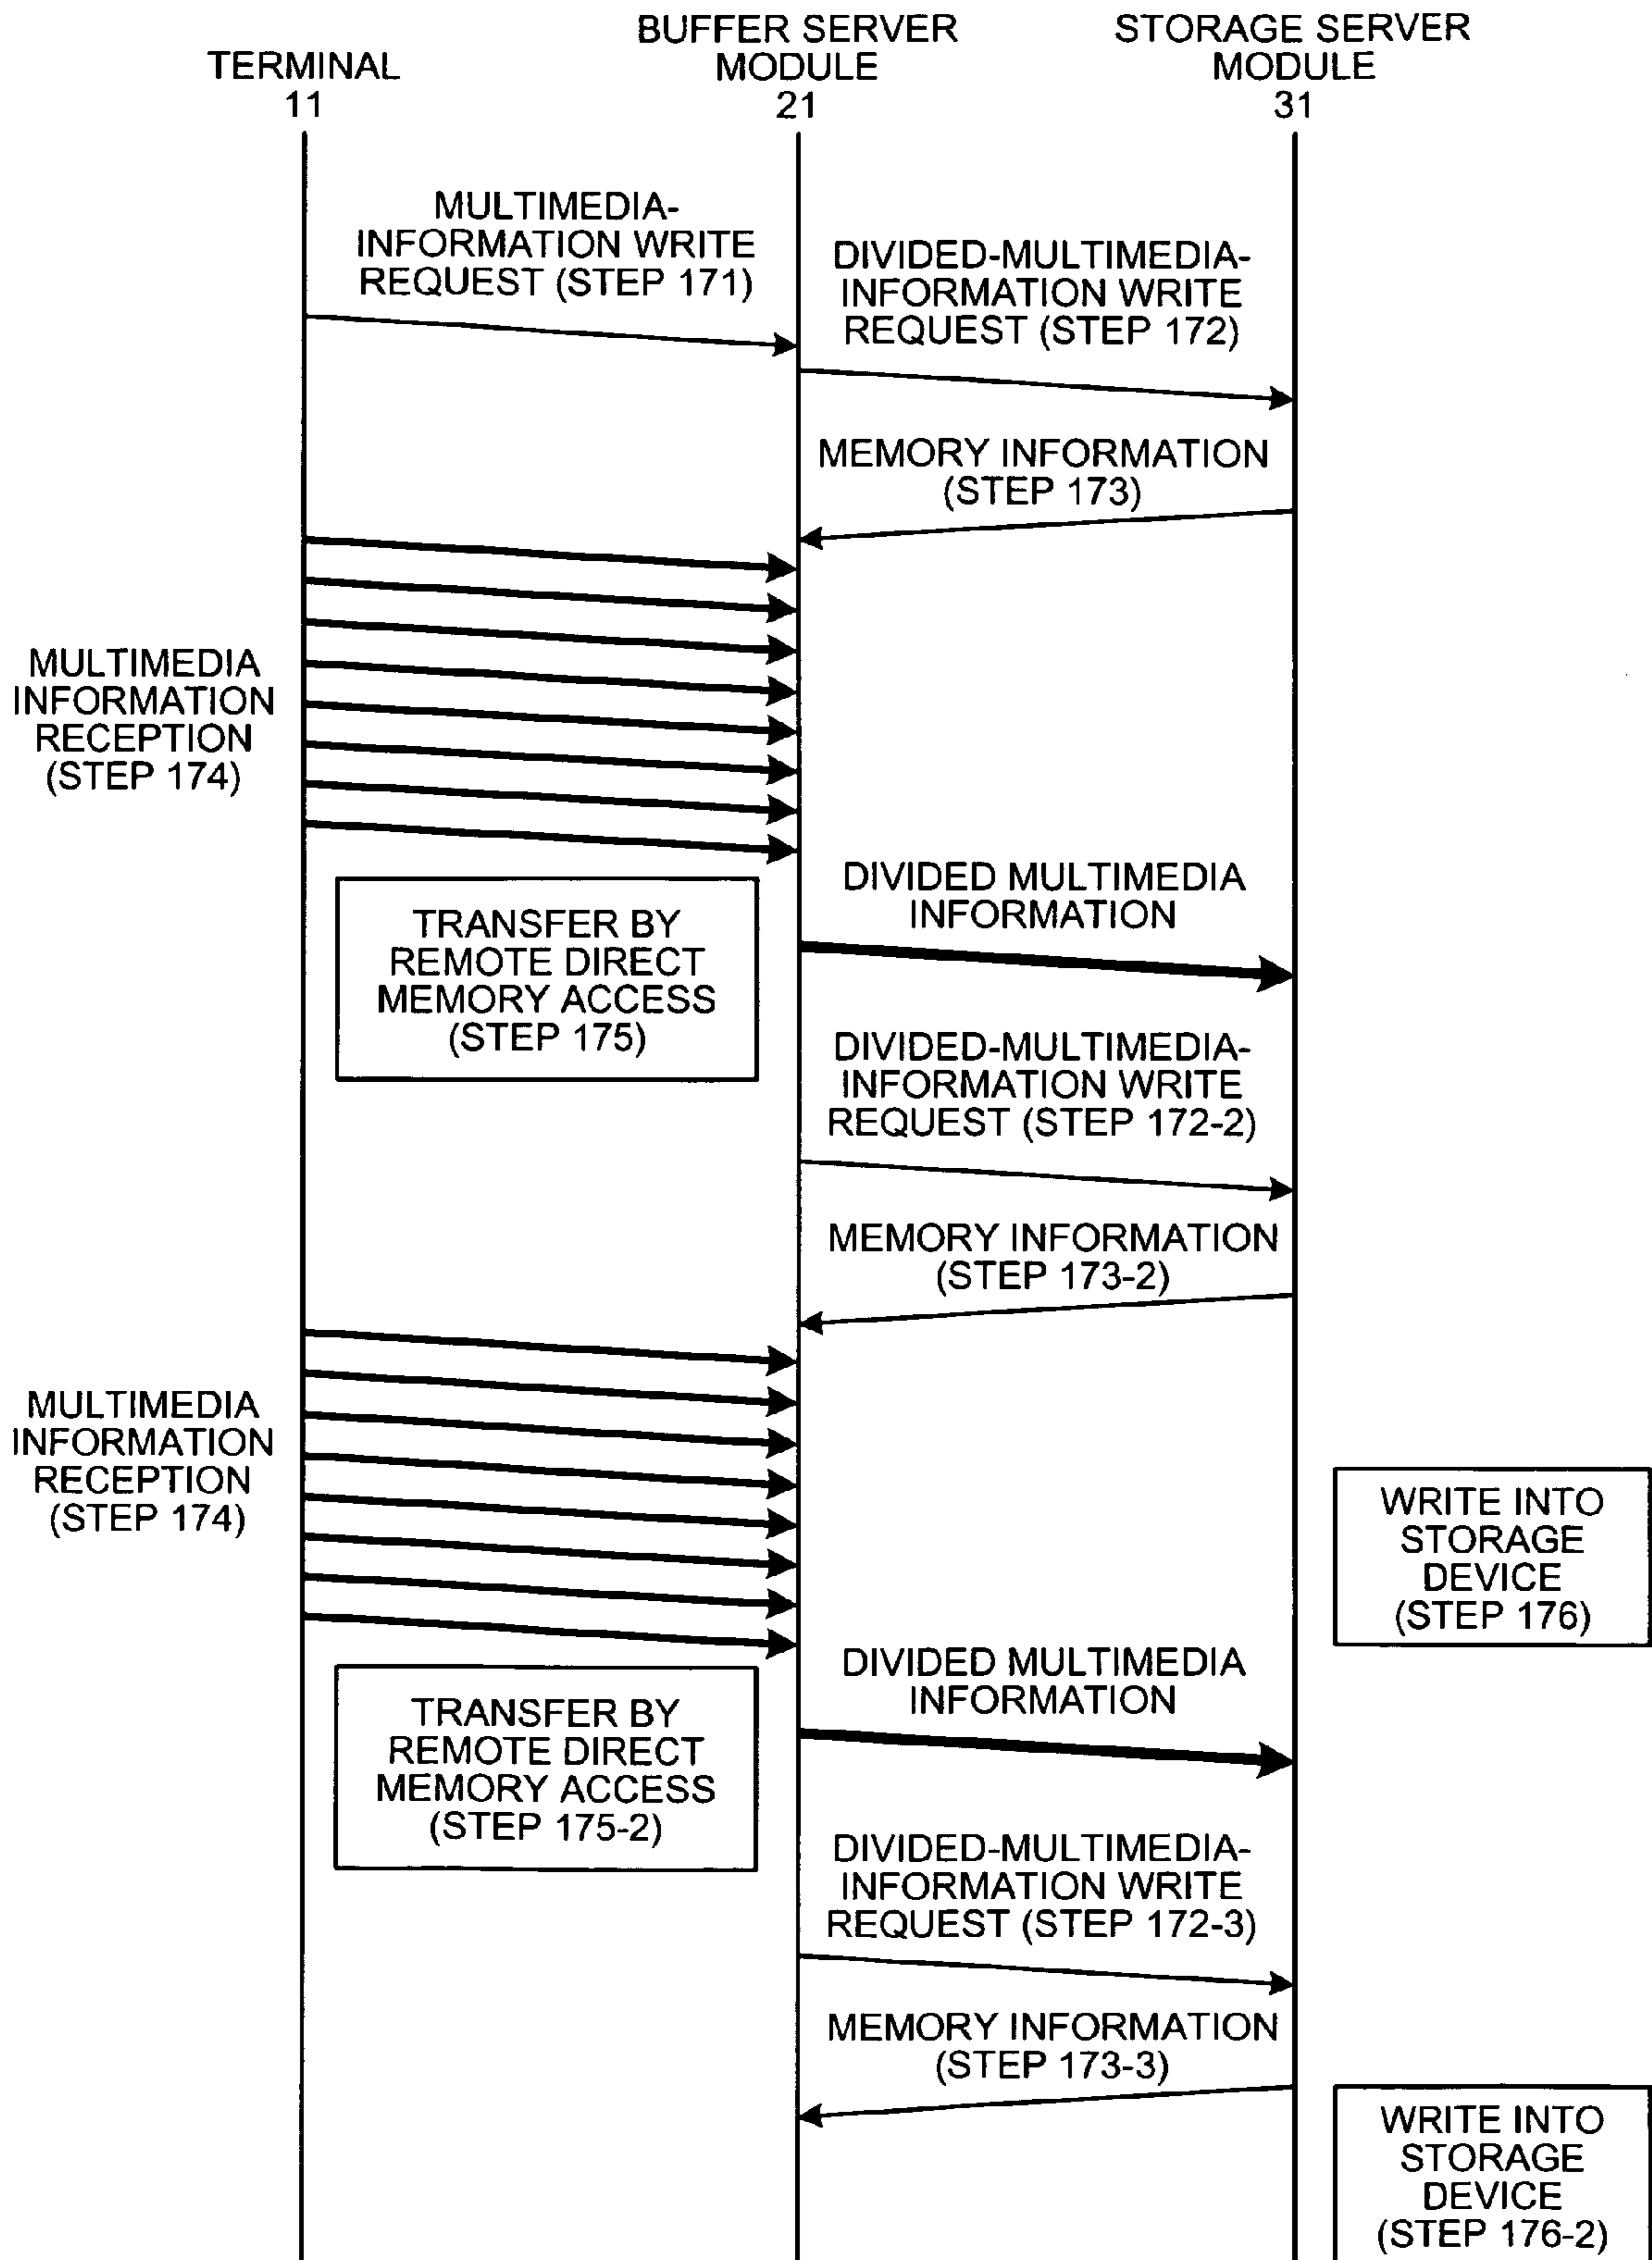 TERMINAL
11
BUFFER SERVER
MODULE
21
STORAGE SERVER
MODULE
31
MULTIMEDIA-
INFORMATION WRITE
REQUEST (STEP 171)
DIVIDED-MULTIMEDIA-
INFORMATION WRITE
REQUEST (STEP 172)
MEMORY INFORMATION
(STEP 173)
MULTIMEDIA
INFORMATION
RECEPTION
(STEP 174)
DIVIDED MULTIMEDIA
INFORMATION
TRANSFER BY
REMOTE DIRECT
MEMORY ACCESS
(STEP 175)
DIVIDED-MULTIMEDIA-
INFORMATION WRITE
REQUEST (STEP 172-2)
MEMORY INFORMATION
(STEP 173-2)
MULTIMEDIA
INFORMATION
RECEPTION
(STEP 174)
WRITE INTO
STORAGE
DEVICE
(STEP 176)
DIVIDED MULTIMEDIA
INFORMATION
TRANSFER BY
REMOTE DIRECT
MEMORY ACCESS
(STEP 175-2)
DIVIDED-MULTIMEDIA-
INFORMATION WRITE
REQUEST (STEP 172-3)
MEMORY INFORMATION
(STEP 173-3)
WRITE INTO
STORAGE
DEVICE
(STEP 176-2)